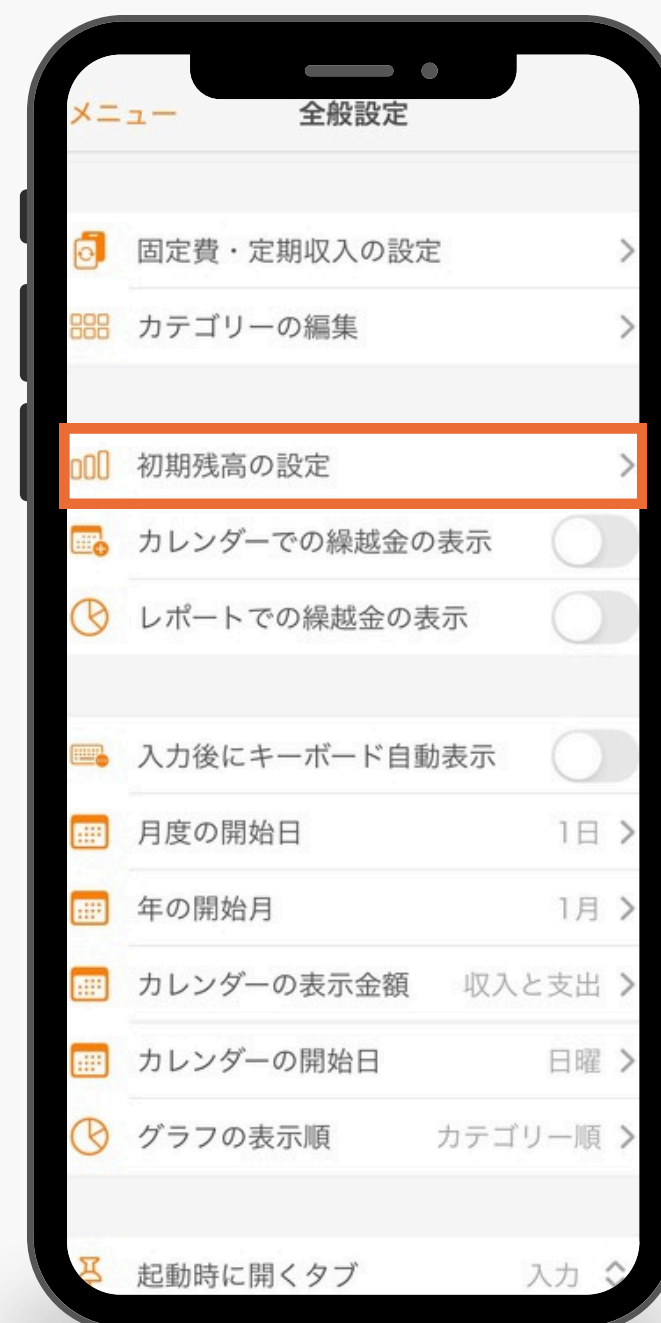 メニュー 全般設定
固定費・定期収入の設定
カテゴリーの編集
初期残高の設定
カレンダーでの繰越金の表示
レポートでの繰越金の表示
入力後にキーボード自動表示
月度の開始日 1日
年の開始月 1月
カレンダーの表示金額 収入と支出
カレンダーの開始日 日曜
グラフの表示順 カテゴリー順
起動時に開くタブ 入力